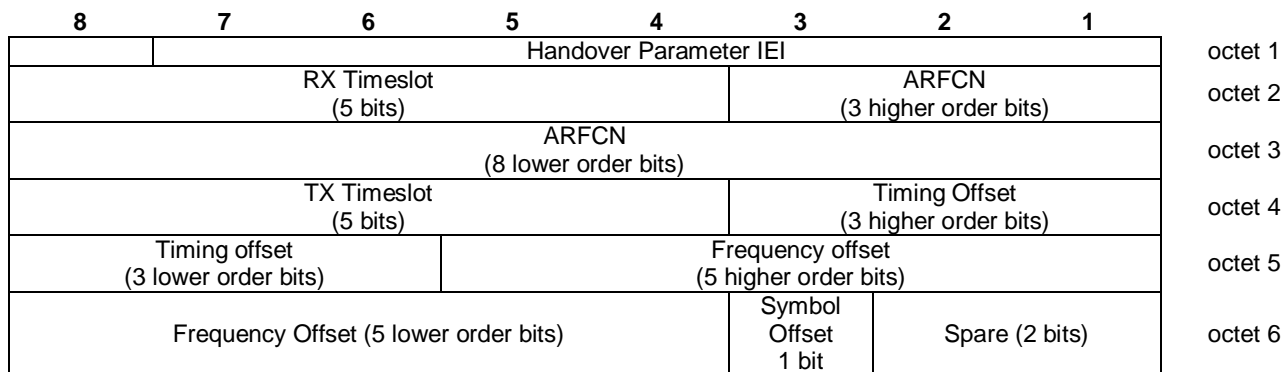 8 7 6 5 4 3 2 1
Handover Parameter IEI octet 1
RX Timeslot ARFCN
(5 bits) (3 higher order bits) octet 2
ARFCN
(8 lower order bits) octet 3
TX Timeslot Timing Offset
(5 bits) (3 higher order bits) octet 4
Timing offset Frequency offset
(3 lower order bits) (5 higher order bits) octet 5
Symbol
Frequency Offset (5 lower order bits) Offset Spare (2 bits) octet 6
1 bit